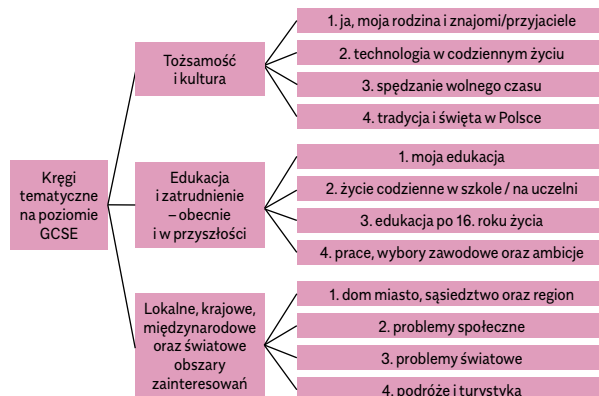 Kręgi
tematyczne
na poziomie
GCSE
Tożsamość
i kultura
1. ja, moja rodzina i znajomi/przyjaciele
2. technologia w codziennym życiu
3. spędzanie wolnego czasu
4. tradycja i święta w Polsce
Edukacja
i zatrudnienie
– obecnie
i w przyszłości
1. moja edukacja
2. życie codzienne w szkole / na uczelni
3. edukacja po 16. roku życia
4. prace, wybory zawodowe oraz ambicje
Lokalne, krajowe,
międzynarodowe
oraz światowe
obszary
zainteresowań
1. dom miasto, sąsiedztwo oraz region
2. problemy społeczne
3. problemy światowe
4. podróże i turystyka